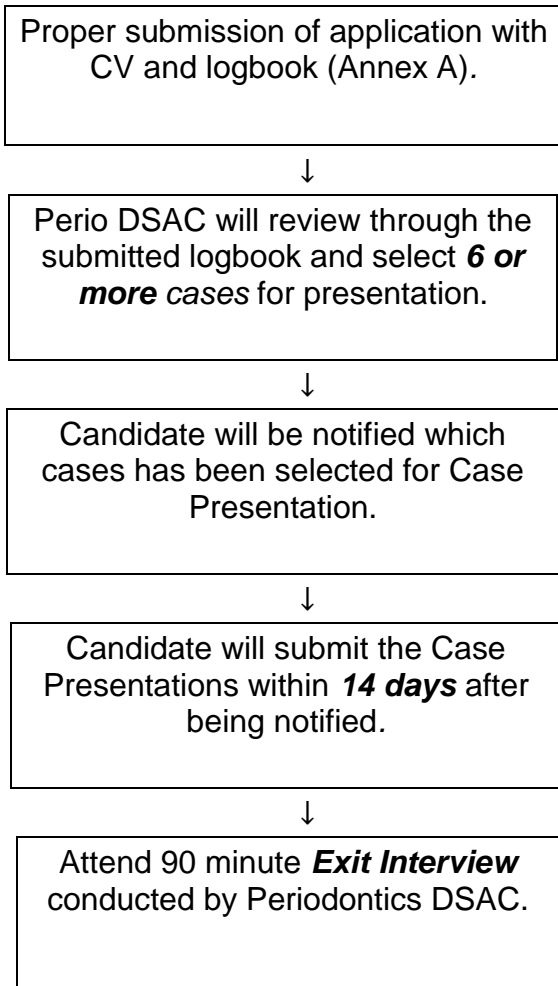 Proper submission of application with
CV and logbook (Annex A).
↓
Perio DSAC will review through the
submitted logbook and select 6 or
more cases for presentation.
↓
Candidate will be notified which
cases has been selected for Case
Presentation.
↓
Candidate will submit the Case
Presentations within 14 days after
being notified.
↓
Attend 90 minute Exit Interview
conducted by Periodontics DSAC.